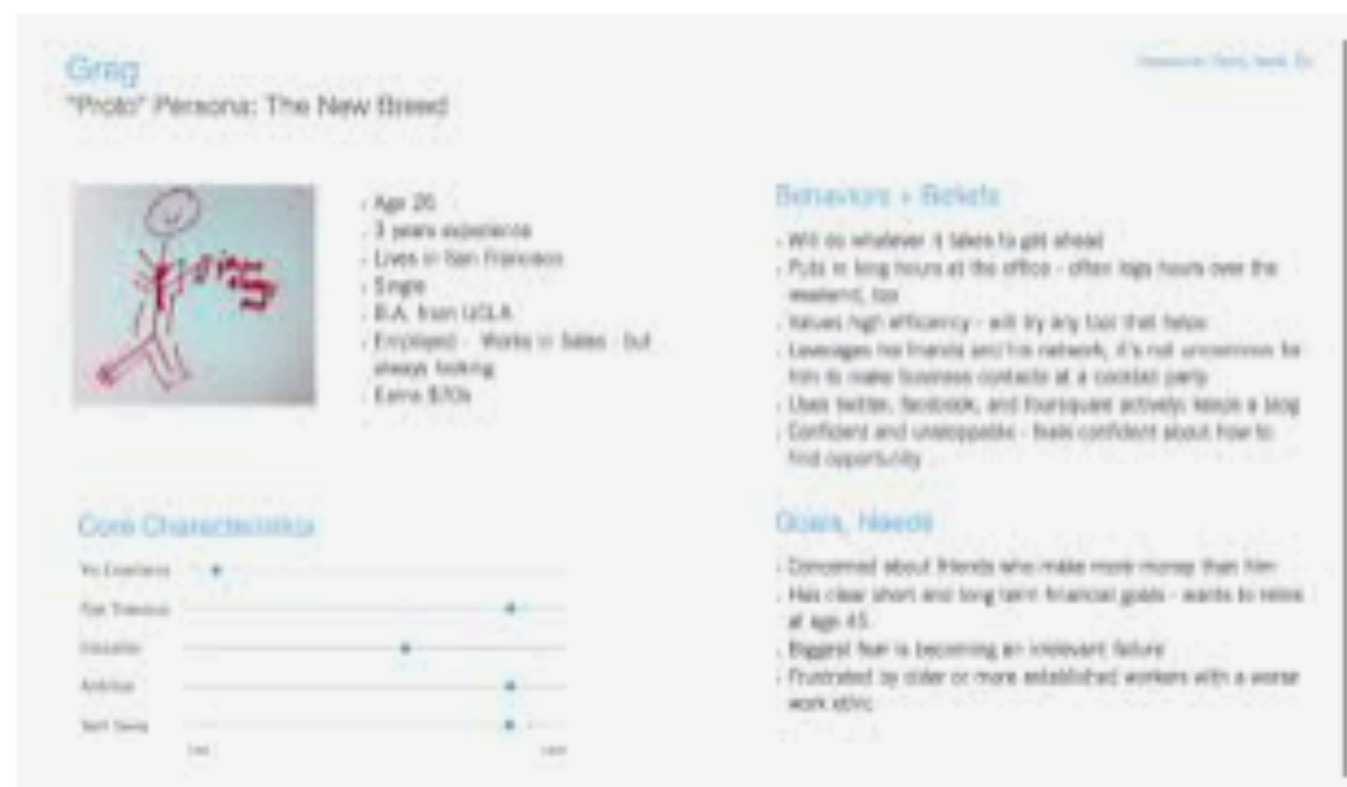 Greg
"Proto" Persona: The New Breed
Age 26
3 years experience
Lives in San Francisco
Single
B.A. from UCLA
Employed - Works in Sales - but
always looking
Earns $70k
Core Characteristics
Education
Low
Behaviors + Beliefs
Will do whatever it takes to get ahead
Puts in long hours at the office - often logs hours over the
weekend, too
Values high efficiency - will try any tool that helps
Leverages his friends and his network, it's not uncommon for
him to make business contacts at a cocktail party
Uses twitter, facebook, and foursquare actively; keeps a blog
Confident and unstoppable - feels confident about how to
find opportunity
Goals, Needs
Concerned about friends who make more money than him
Has clear short and long term financial goals - wants to retire
at age 45
Biggest fear is becoming an irrelevant failure
Frustrated by older or more established workers with a worse
work ethic